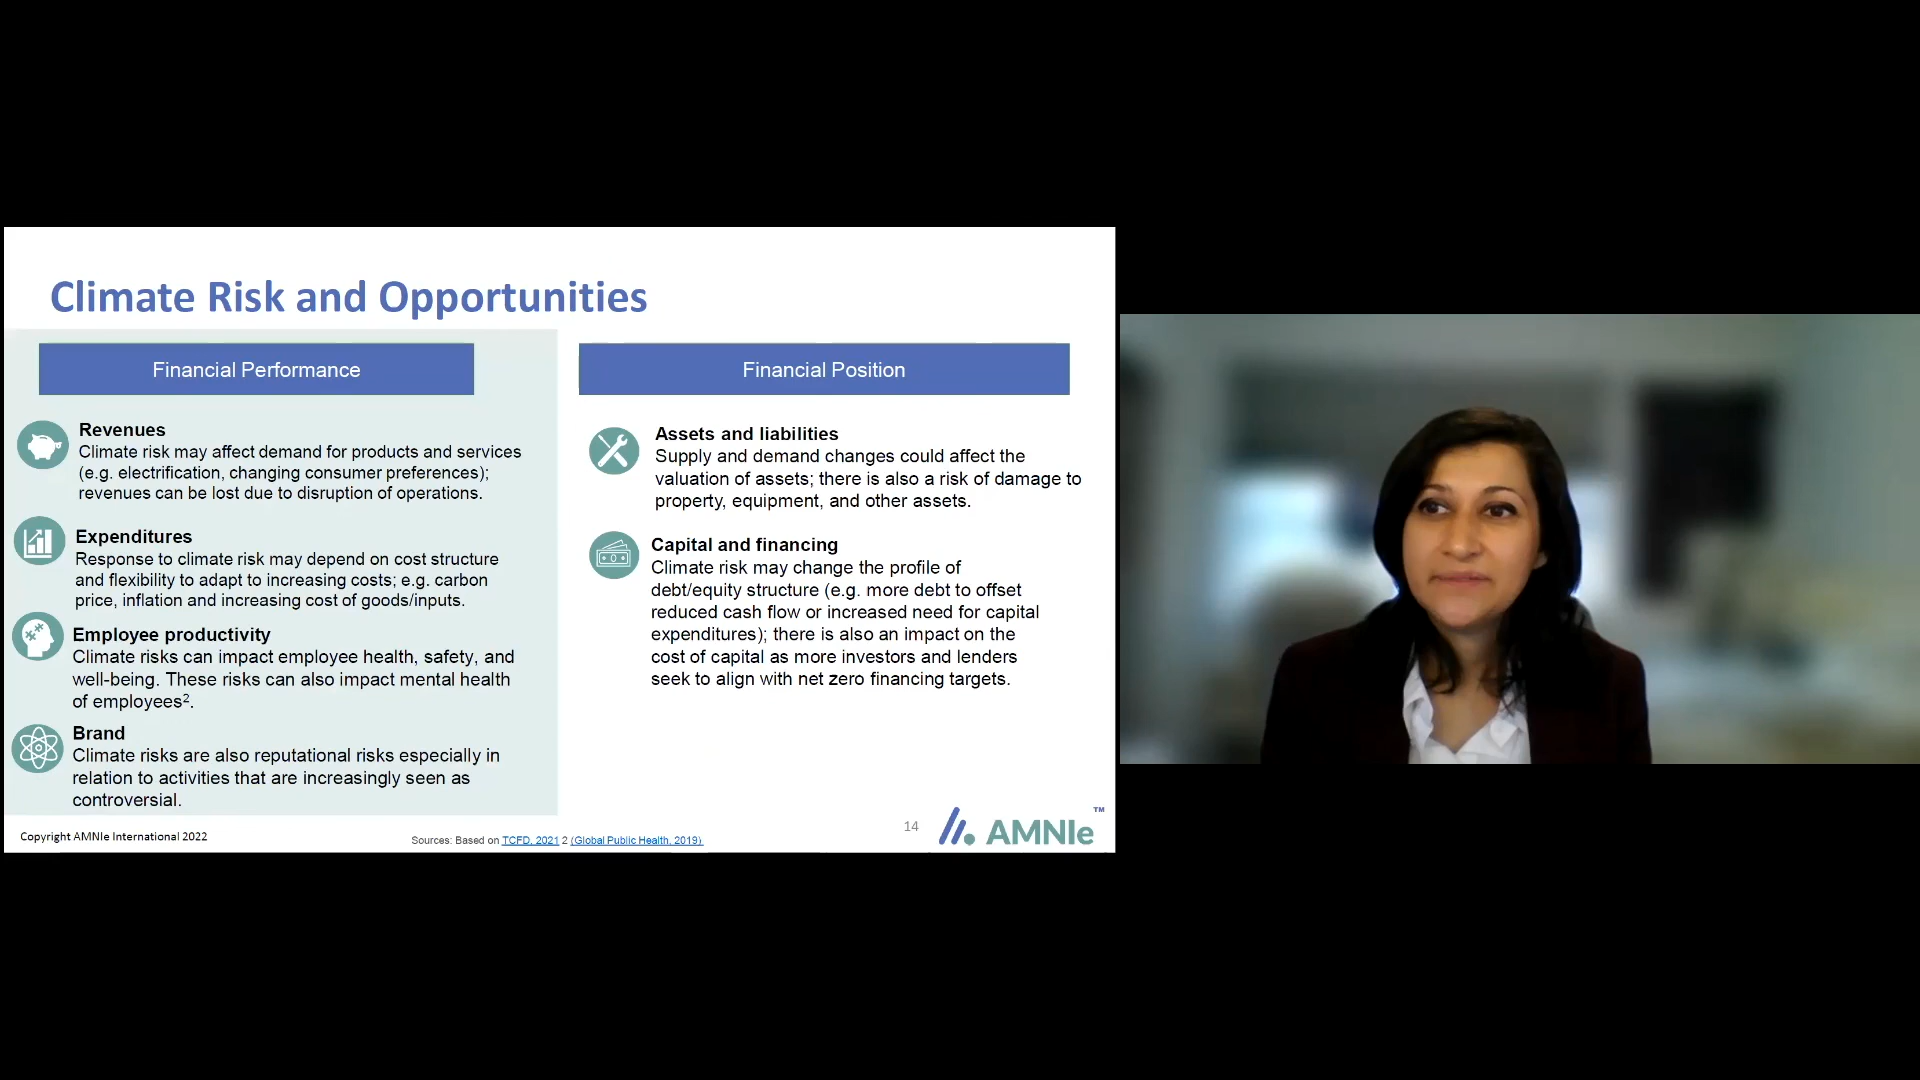 Climate Risk and Opportunities
Financial Performance
Revenues
Climate risk may affect demand for products and services
(e.g. electrification, changing consumer preferences);
revenues can be lost due to disruption of operations.
Expenditures
Response to climate risk may depend on cost structure
and flexibility to adapt to increasing costs; e.g. carbon
price, inflation and increasing cost of goods/inputs.
Employee productivity
Climate risks can impact employee health, safety, and
well-being. These risks can also impact mental health
of employees².
Brand
Climate risks are also reputational risks especially in
relation to activities that are increasingly seen as
controversial.
Financial Position
Assets and liabilities
Supply and demand changes could affect the
valuation of assets; there is also a risk of damage to
property, equipment, and other assets.
Capital and financing
Climate risk may change the profile of
debt/equity structure (e.g. more debt to offset
reduced cash flow or increased need for capital
expenditures); there is also an impact on the
cost of capital as more investors and lenders
seek to align with net zero financing targets.
Copyright AMNIe International 2022
Sources: Based on TCFD, 2021 2 (Global Public Health, 2019)
14
AMNIe™